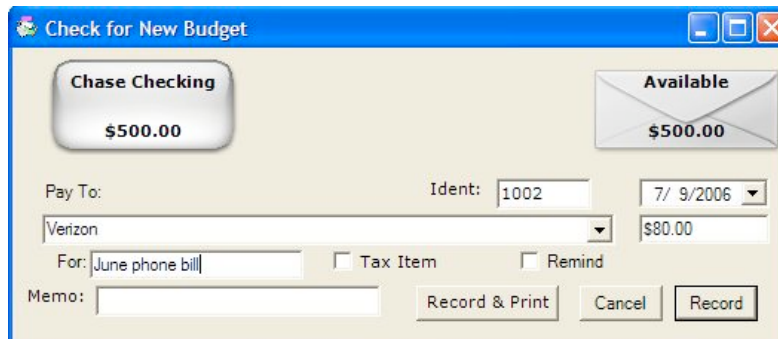 Check for New Budget
Chase Checking
$500.00
Available
$500.00
Pay To:
Ident: 1002
7/ 9/2006
Verizon
$80.00
For: June phone bill
Tax Item
Remind
Memo:
Record & Print
Cancel
Record